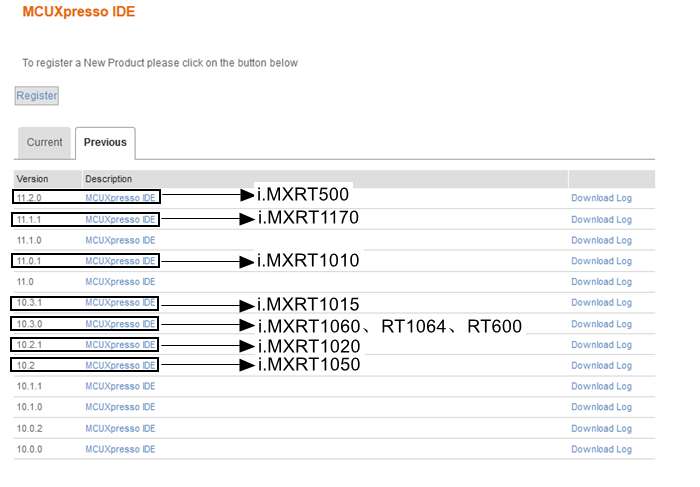 MCUXpresso IDE
To register a New Product please click on the button below
Register
Current Previous
Version Description
11.2.0 MCUXpresso IDE i.MXRT500 Download Log
11.1.1 MCUXpresso IDE i.MXRT1170 Download Log
11.1.0 MCUXpresso IDE Download Log
11.0.1 MCUXpresso IDE i.MXRT1010 Download Log
11.0 MCUXpresso IDE Download Log
10.3.1 MCUXpresso IDE i.MXRT1015 Download Log
10.3.0 MCUXpresso IDE i.MXRT1060、RT1064、RT600 Download Log
10.2.1 MCUXpresso IDE i.MXRT1020 Download Log
10.2 MCUXpresso IDE i.MXRT1050 Download Log
10.1.1 MCUXpresso IDE Download Log
10.1.0 MCUXpresso IDE Download Log
10.0.2 MCUXpresso IDE Download Log
10.0.0 MCUXpresso IDE Download Log